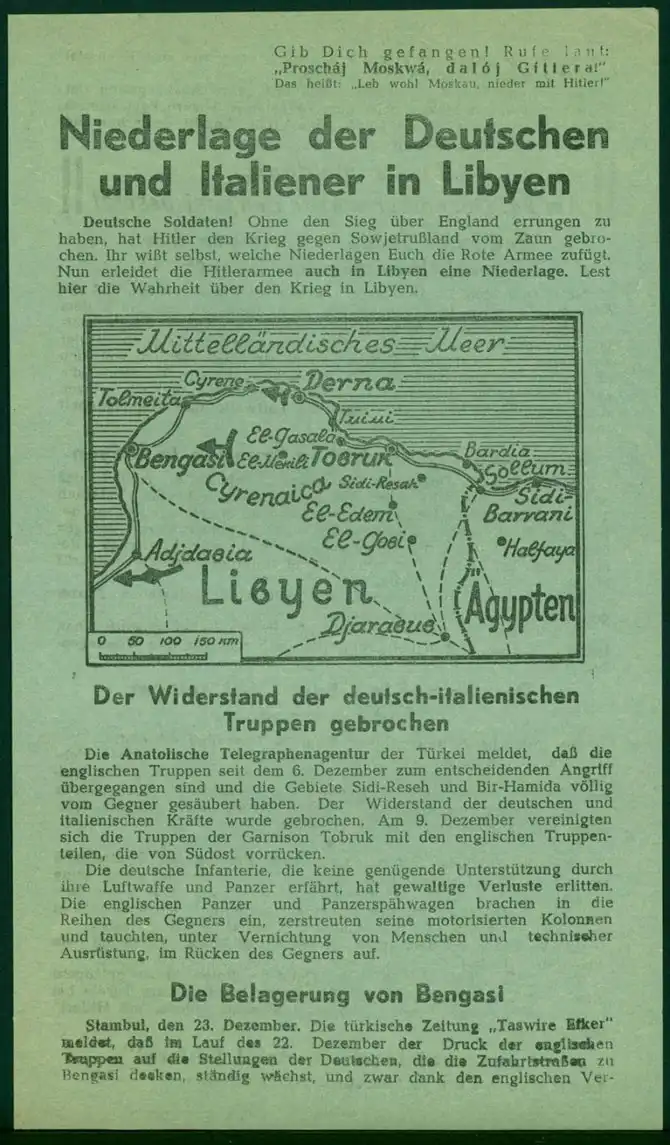 Gib Dich gefangen! Rufe laut:
„Proschàj Moskwá, dalój Gitlera!"
Das heißt: „Leb wohl Moskau, nieder mit Hitler!"
Niederlage der Deutschen
und Italiener in Libyen
Deutsche Soldaten! Ohne den Sieg über England errungen zu
haben, hat Hitler den Krieg gegen Sowjetrußland vom Zaun gebro-
chen. Ihr wißt selbst, welche Niederlagen Euch die Rote Armee zufügt.
Nun erleidet die Hitlerarmee auch in Libyen eine Niederlage. Lest
hier die Wahrheit über den Krieg in Libyen.
Mittelländisches Meer
Cyrene
Derna
Tolmeita
Tmimi
El-Gasala
Bengasi
El-Mekili
Tobruk
Bardia
Sollum
Cyrenaica
Sidi-Resah
Sidi-
Barrani
El-Edem
El-Gobi
Halfaya
Adjdabia
Libyen
Ägypten
Djarabub
0 50 100 150 km
Der Widerstand der deutsch-italienischen
Truppen gebrochen
Die Anatolische Telegraphenagentur der Türkei meldet, daß die
englischen Truppen seit dem 6. Dezember zum entscheidenden Angriff
übergegangen sind und die Gebiete Sidi-Reseh und Bir-Hamida völlig
vom Gegner gesäubert haben. Der Widerstand der deutschen und
italienischen Kräfte wurde gebrochen. Am 9. Dezember vereinigten
sich die Truppen der Garnison Tobruk mit den englischen Truppen-
teilen, die von Südost vorrücken.
Die deutsche Infanterie, die keine genügende Unterstützung durch
ihre Luftwaffe und Panzer erfährt, hat gewaltige Verluste erlitten.
Die englischen Panzer und Panzerspähwagen brachen in die
Reihen des Gegners ein, zerstreuten seine motorisierten Kolonnen
und tauchten, unter Vernichtung von Menschen und technischer
Ausrüstung, im Rücken des Gegners auf.
Die Belagerung von Bengasi
Stambul, den 23. Dezember. Die türkische Zeitung „Taswire Efker"
meldet, daß im Lauf des 22. Dezember der Druck der englischen
Truppen auf die Stellungen der Deutschen, die die Zufahrtstraßen zu
Bengasi decken, ständig wächst, und zwar dank den englischen Ver-